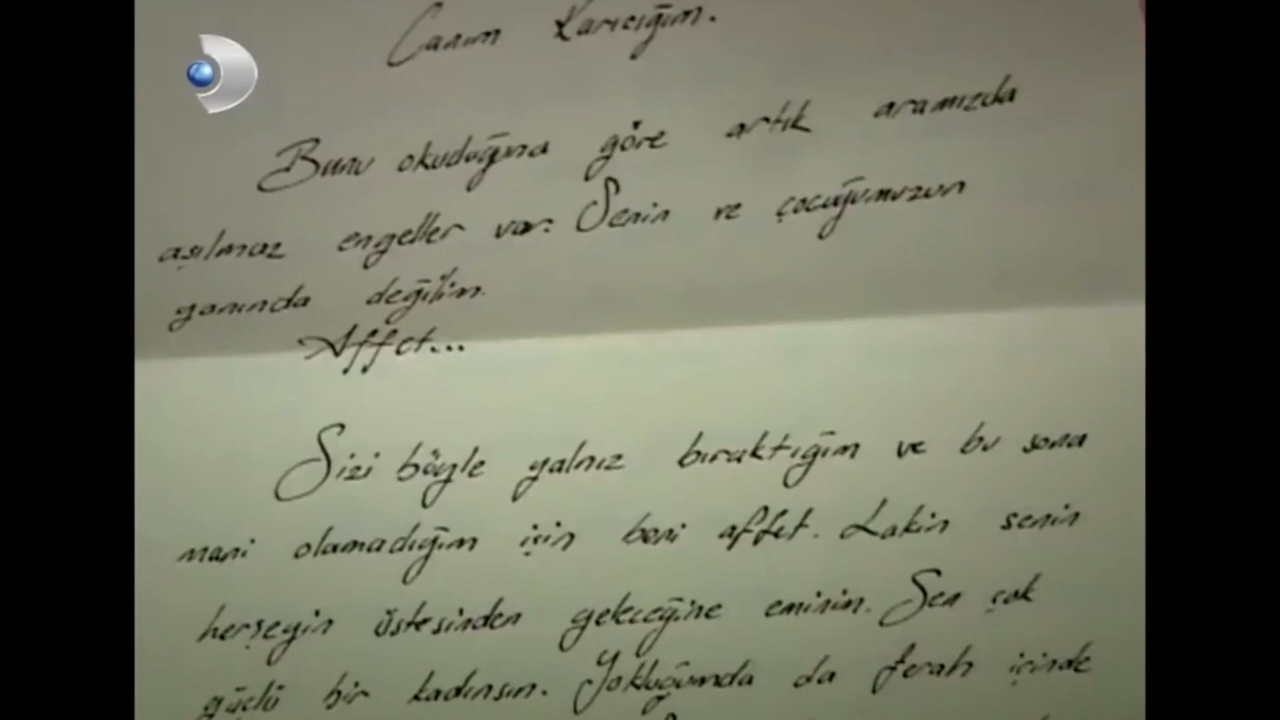 Canım Karıcığım.
Bunu okuduğuna göre artık aramızda
aşılmaz engeller var. Senin ve çocuğumuzun
yanında değilim.
Affet...
Sizi böyle yalnız bıraktığım ve bu sona
mani olamadığım için beni affet. Lakin senin
herşeyin üstesinden geleceğine eminim. Sen çok
güçlü bir kadınsın. Yokluğumda da ferah içinde